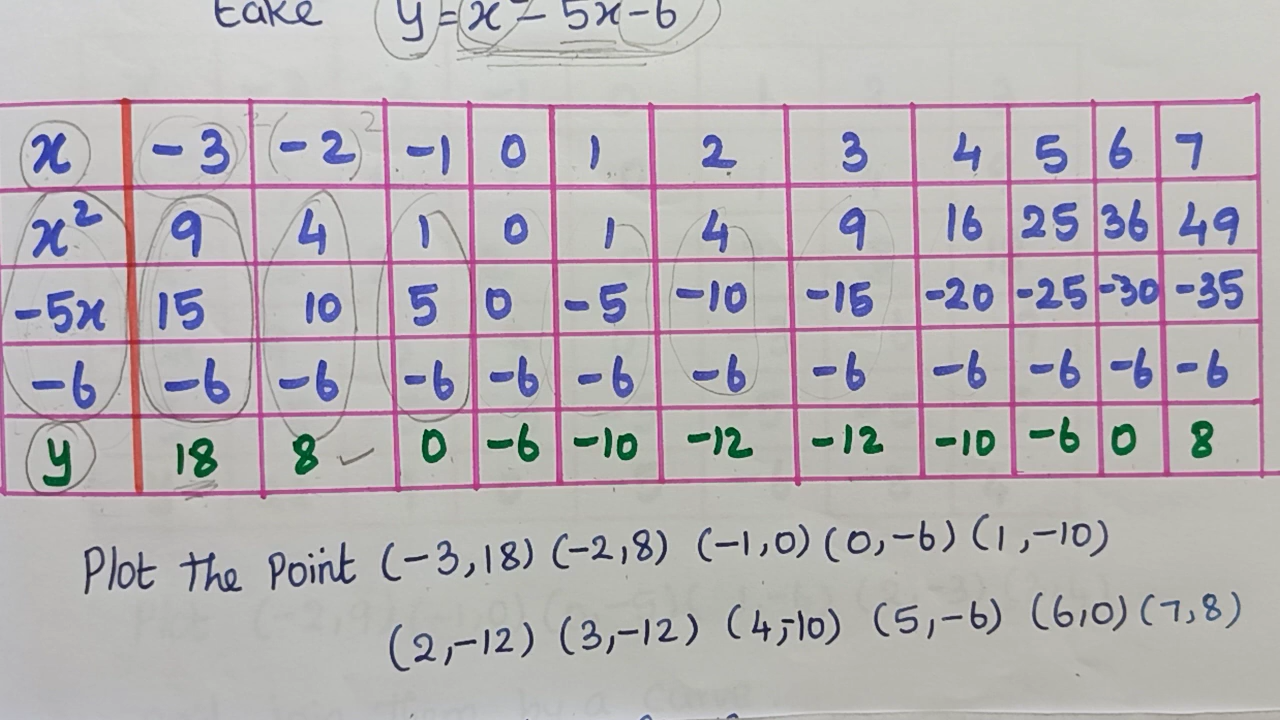 take y = x² - 5x - 6
x -3 -2 -1 0 1 2 3 4 5 6 7
x² 9 4 1 0 1 4 9 16 25 36 49
-5x 15 10 5 0 -5 -10 -15 -20 -25 -30 -35
-6 -6 -6 -6 -6 -6 -6 -6 -6 -6 -6 -6
y 18 8 0 -6 -10 -12 -12 -10 -6 0 8
Plot the Point (-3,18) (-2,8) (-1,0) (0,-6) (1,-10)
(2,-12) (3,-12) (4,-10) (5,-6) (6,0) (7,8)